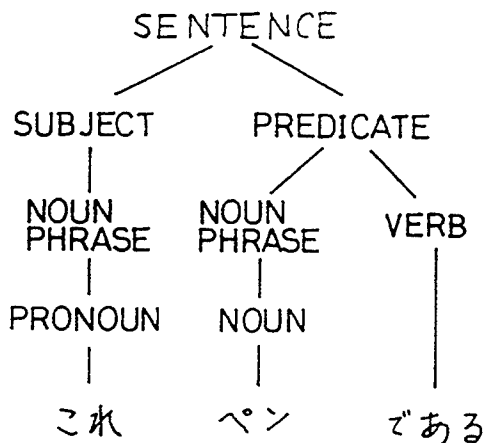 SENTENCE
SUBJECT PREDICATE
NOUN PHRASE NOUN PHRASE VERB
PRONOUN NOUN
これ ペン である